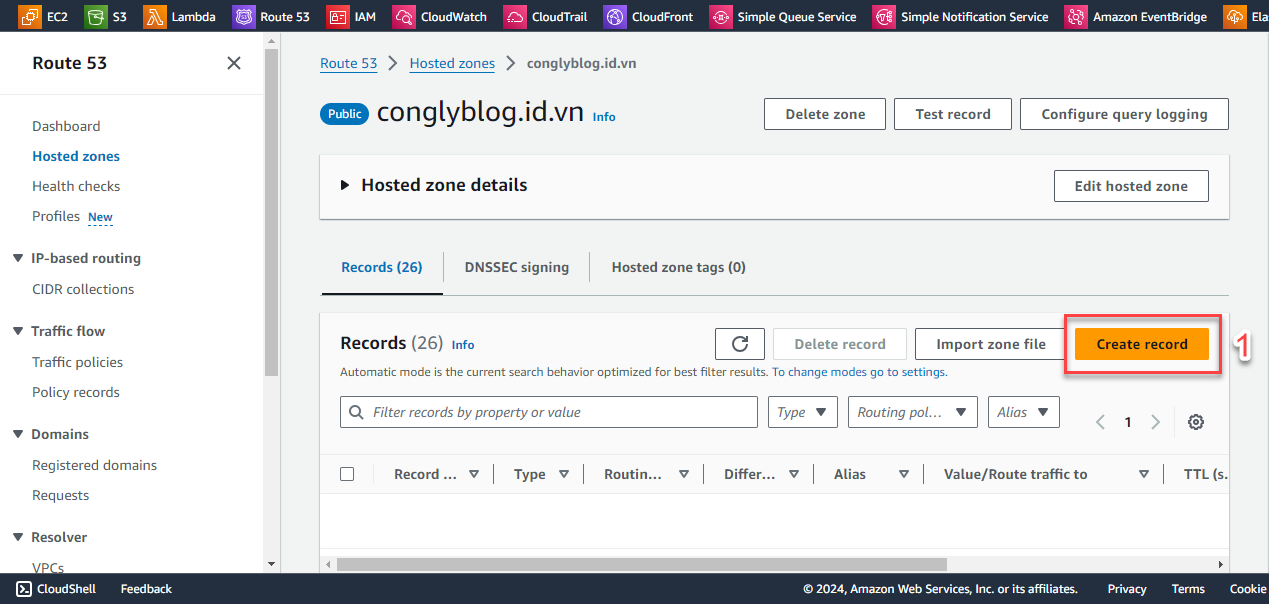 EC2 S3 Lambda Route 53 IAM CloudWatch CloudTrail CloudFront Simple Queue Service Simple Notification Service Amazon EventBridge Ela
Route 53
Dashboard
Hosted zones
Health checks
Profiles New
IP-based routing
CIDR collections
Traffic flow
Traffic policies
Policy records
Domains
Registered domains
Requests
Resolver
VPCs
Route 53 Hosted zones conglyblog.id.vn
Public conglyblog.id.vn Info
Delete zone Test record Configure query logging
Hosted zone details Edit hosted zone
Records (26) DNSSEC signing Hosted zone tags (0)
Records (26) Info Delete record Import zone file Create record 1
Automatic mode is the current search behavior optimized for best filter results. To change modes go to settings.
Filter records by property or value Type Routing pol... Alias 1
Record ... Type Routin... Differ... Alias Value/Route traffic to TTL (s.
CloudShell Feedback © 2024, Amazon Web Services, Inc. or its affiliates. Privacy Terms Cookie